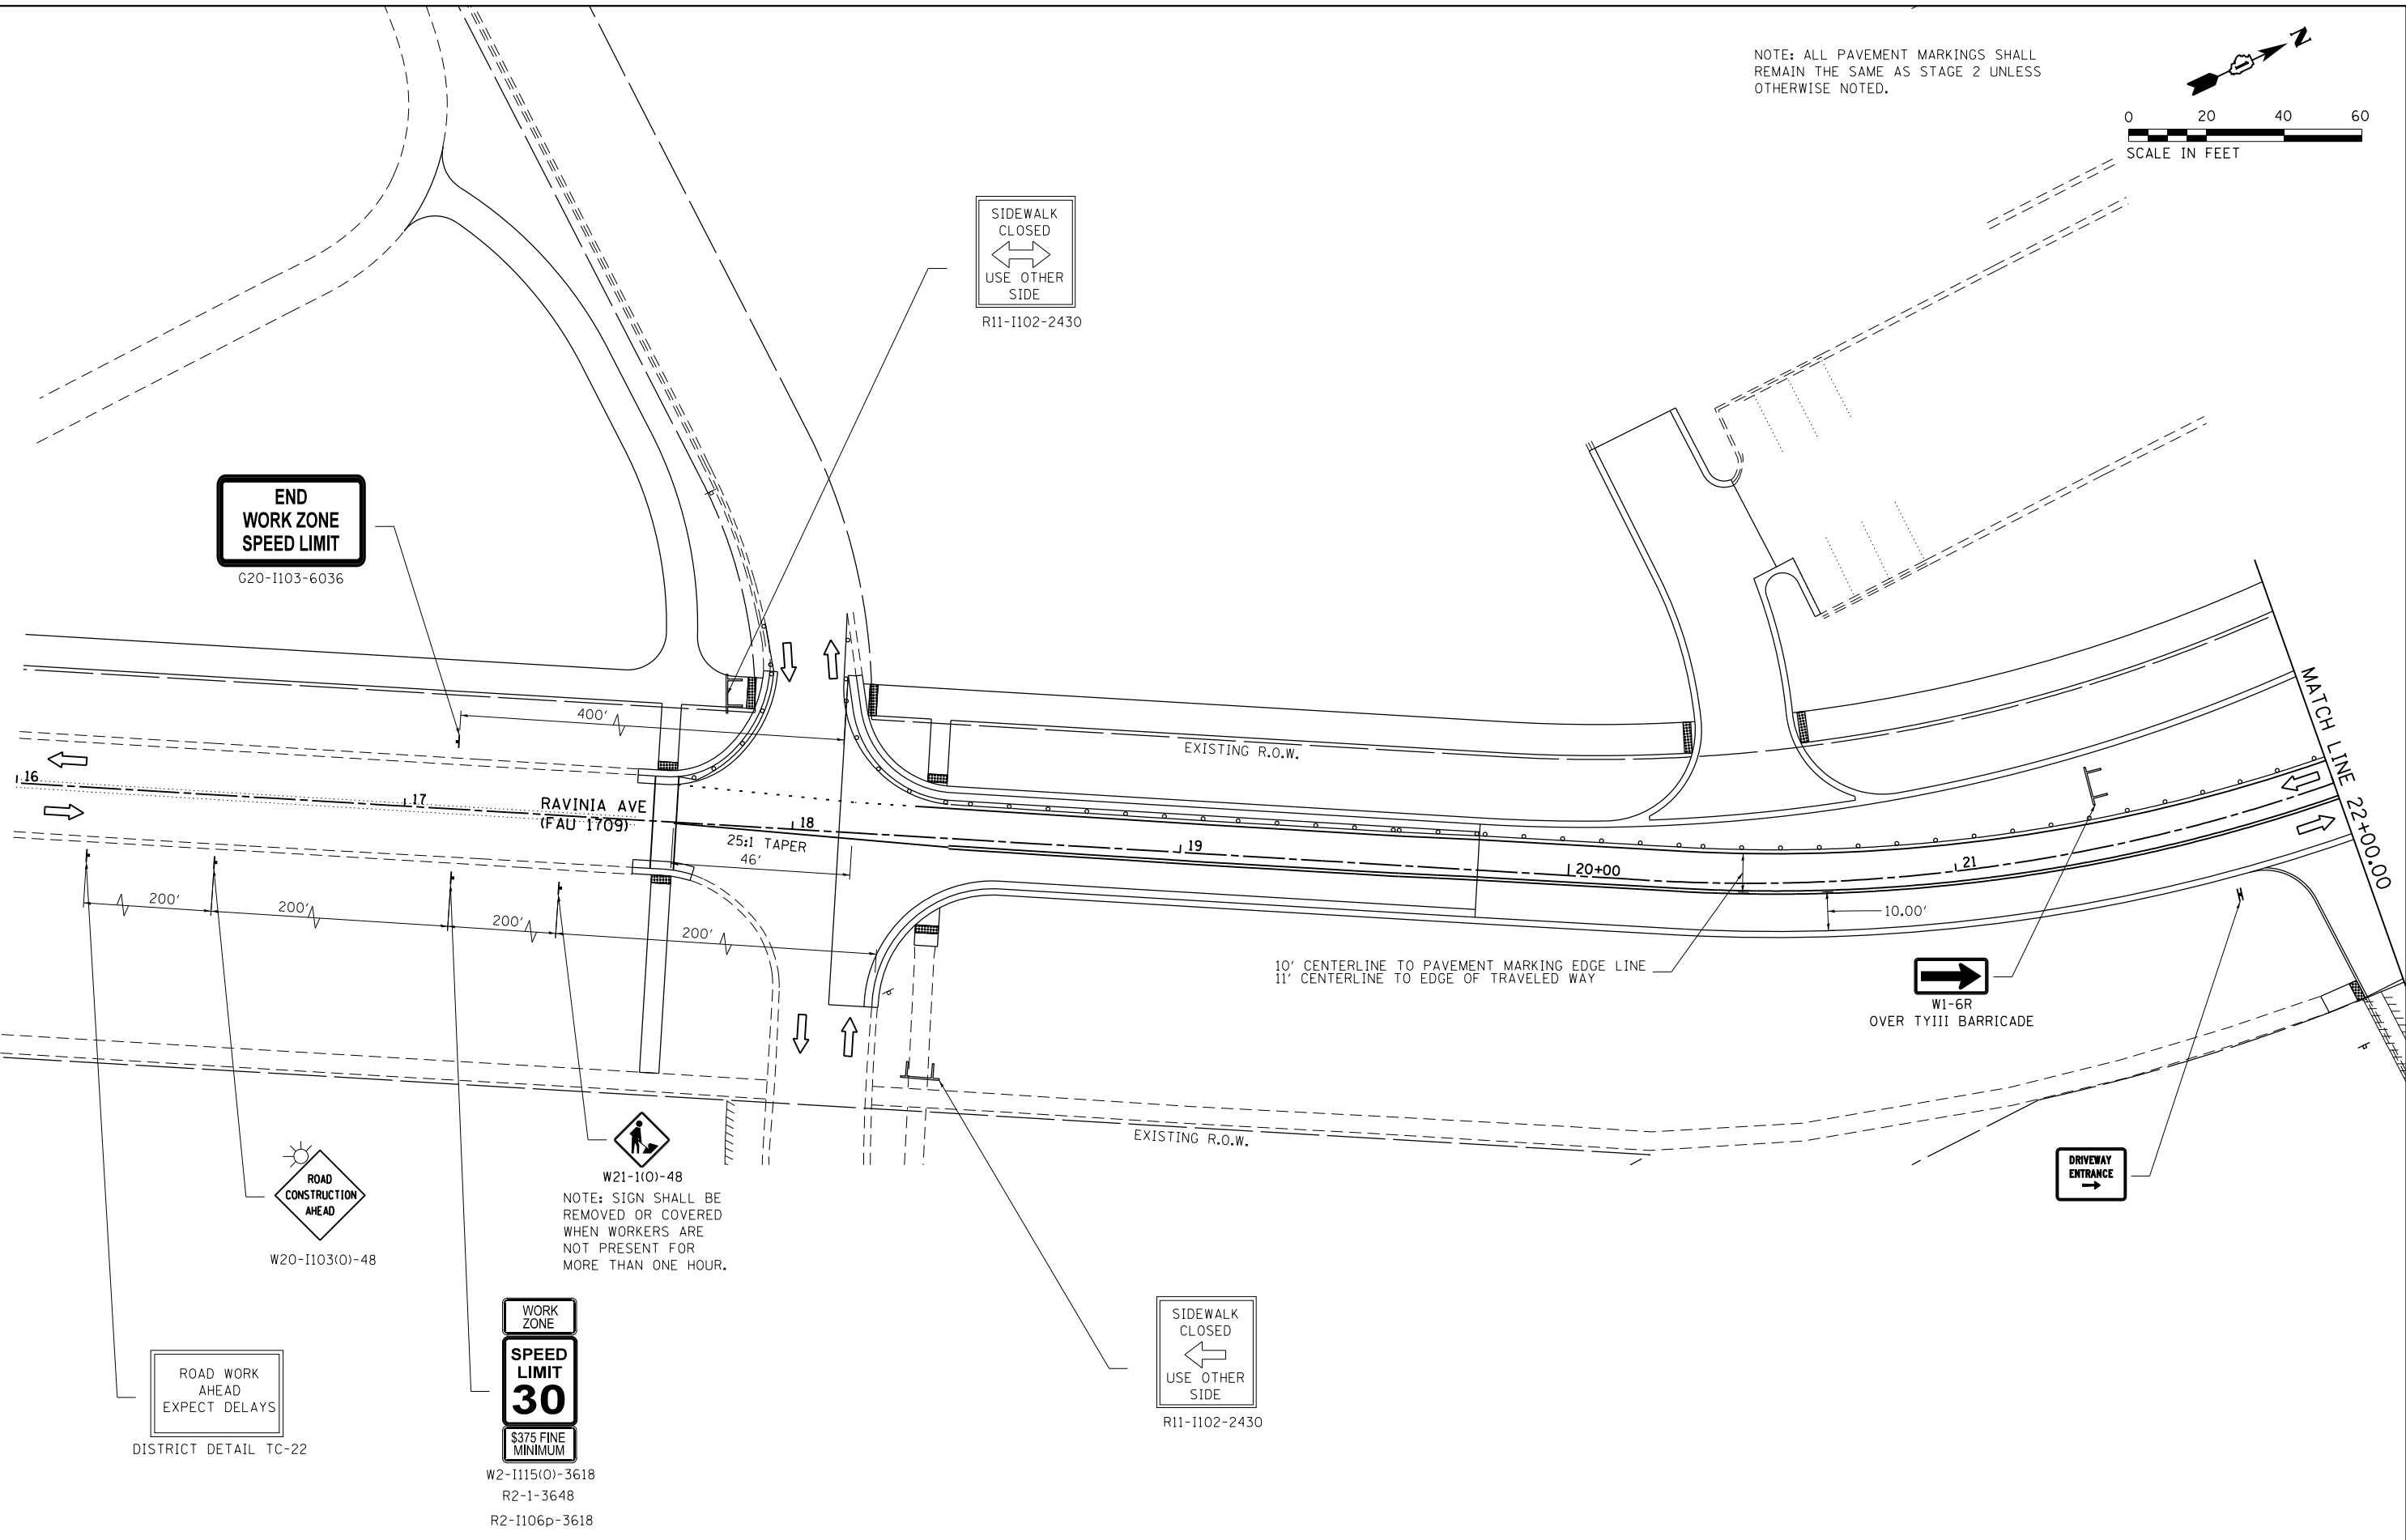 NOTE: ALL PAVEMENT MARKINGS SHALL
REMAIN THE SAME AS STAGE 2 UNLESS
OTHERWISE NOTED.
N
0 20 40 60
SCALE IN FEET
SIDEWALK
CLOSED
USE OTHER
SIDE
R11-I102-2430
END
WORK ZONE
SPEED LIMIT
G20-I103-6036
400'
EXISTING R.O.W.
MATCH LINE 22+00.00
16
17
RAVINIA AVE
(FAU 1709)
18
25:1 TAPER
46'
19
20+00
21
200'
200'
200'
200'
10.00'
10' CENTERLINE TO PAVEMENT MARKING EDGE LINE
11' CENTERLINE TO EDGE OF TRAVELED WAY
W1-6R
OVER TYIII BARRICADE
EXISTING R.O.W.
DRIVEWAY
ENTRANCE
W21-1(O)-48
NOTE: SIGN SHALL BE
REMOVED OR COVERED
WHEN WORKERS ARE
NOT PRESENT FOR
MORE THAN ONE HOUR.
ROAD
CONSTRUCTION
AHEAD
W20-I103(O)-48
WORK
ZONE
SPEED
LIMIT
30
$375 FINE
MINIMUM
W2-I115(O)-3618
R2-1-3648
R2-I106p-3618
SIDEWALK
CLOSED
USE OTHER
SIDE
R11-I102-2430
ROAD WORK
AHEAD
EXPECT DELAYS
DISTRICT DETAIL TC-22